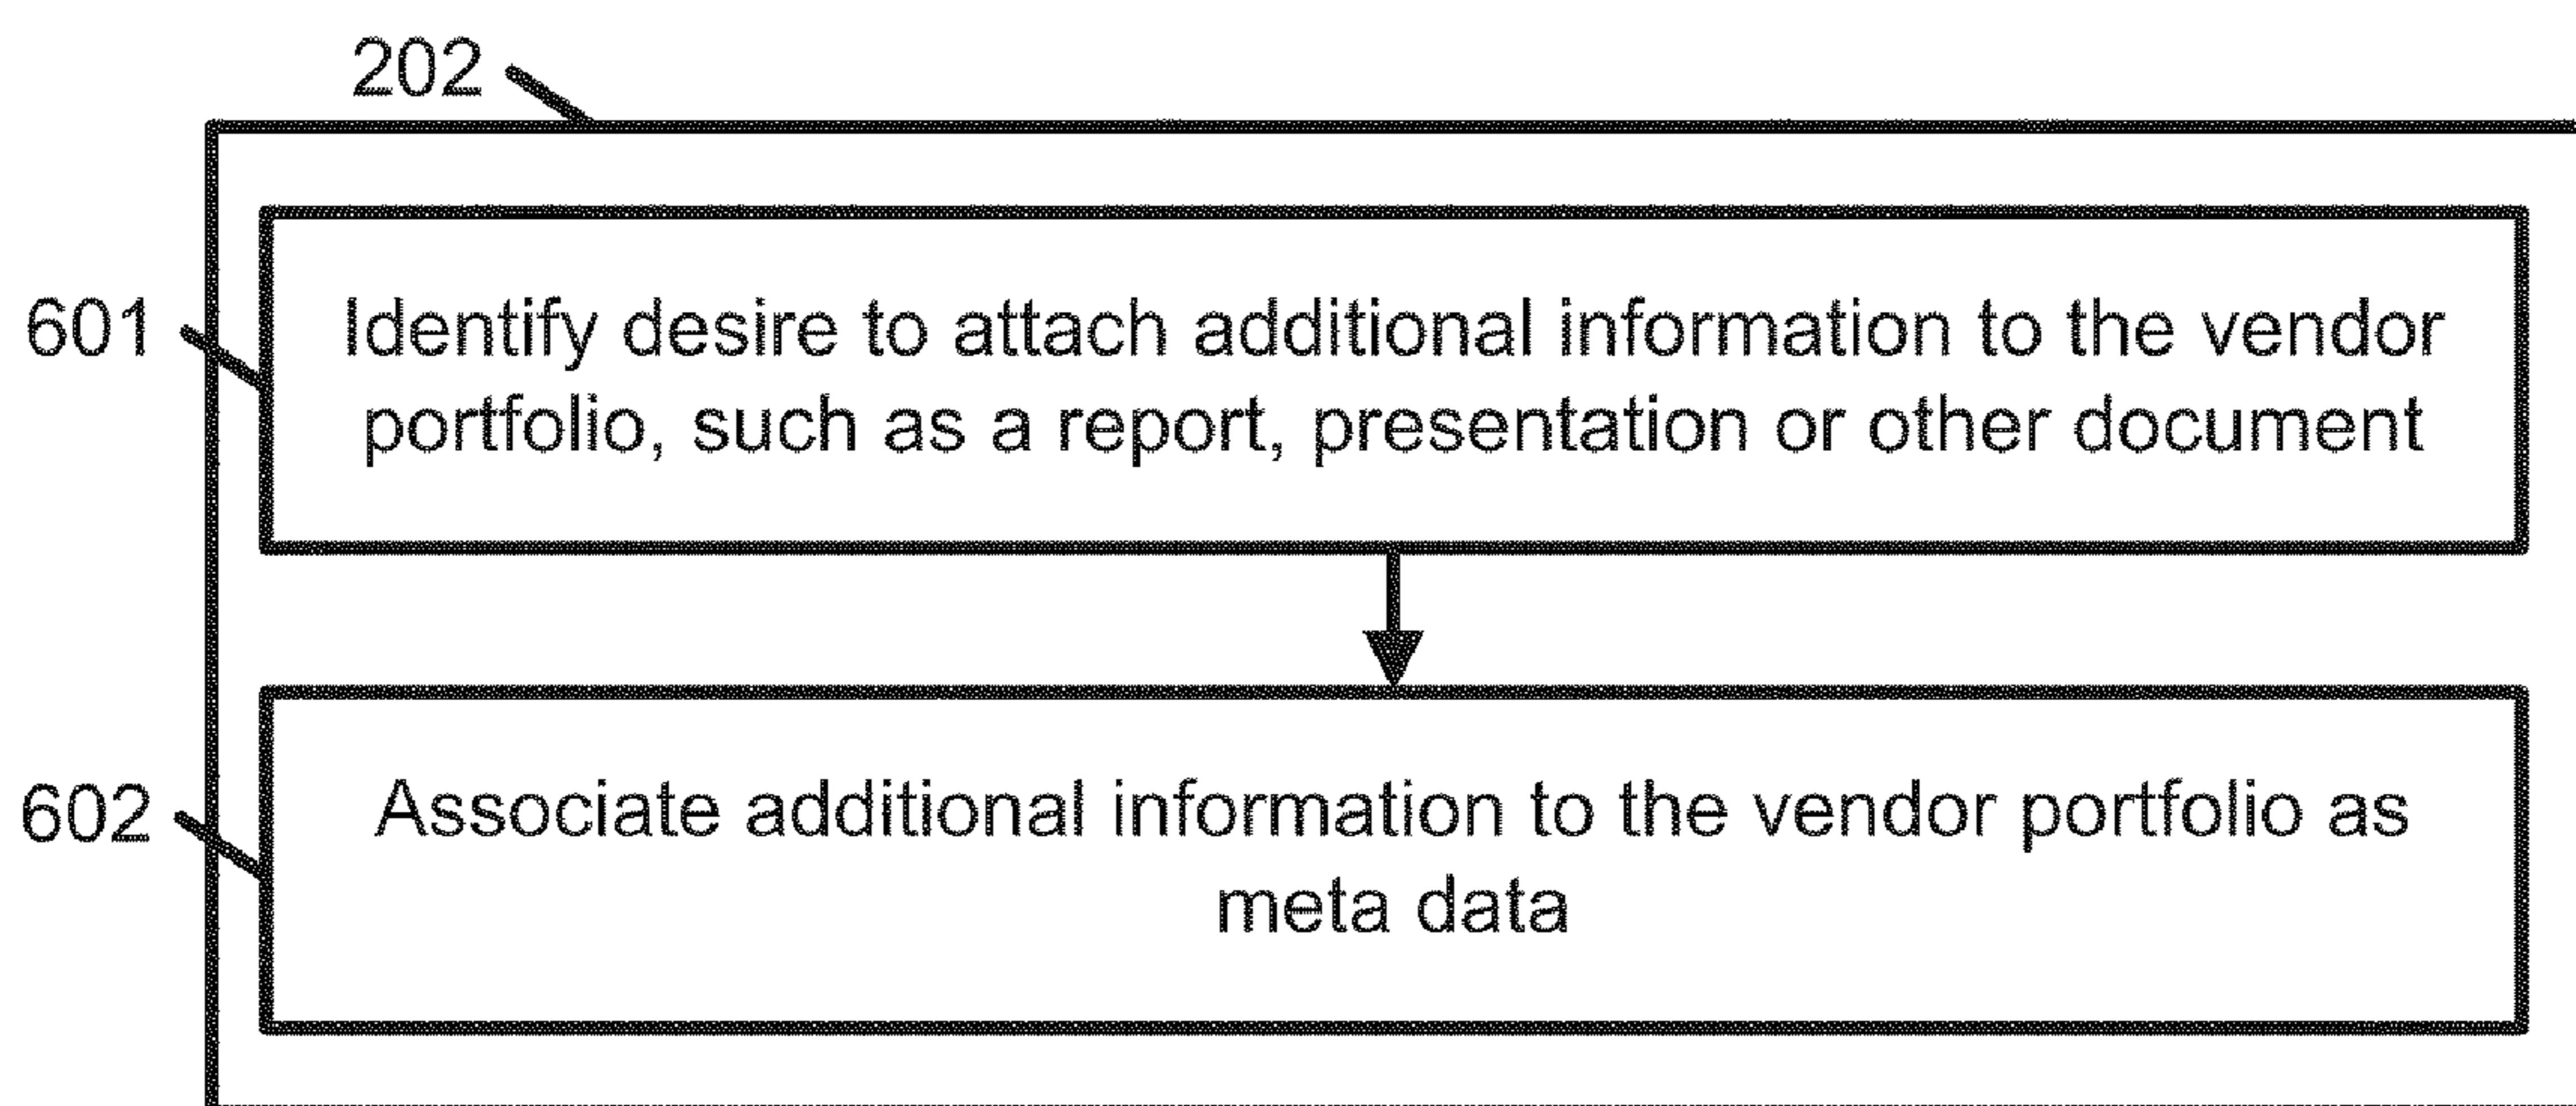 202
601
Identify desire to attach additional information to the vendor
portfolio, such as a report, presentation or other document
602
Associate additional information to the vendor portfolio as
meta data